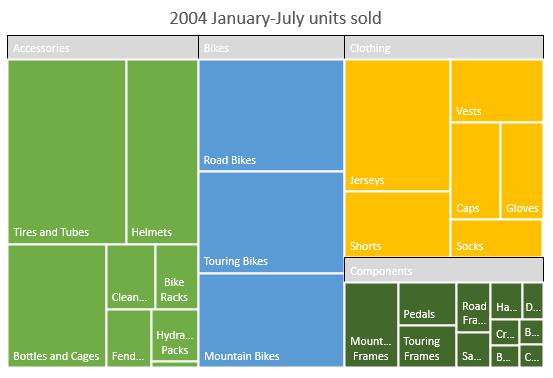 2004 January-July units sold
Accessories
Bikes
Clothing
Tires and Tubes
Helmets
Bottles and Cages
Clean...
Bike
Racks
Fend...
Hydra...
Packs
Road Bikes
Touring Bikes
Mountain Bikes
Jerseys
Vests
Caps
Gloves
Shorts
Socks
Components
Mount...
Frames
Pedals
Touring
Frames
Road
Fra...
Sa...
Ha...
D...
Cr...
B...
B...
C...